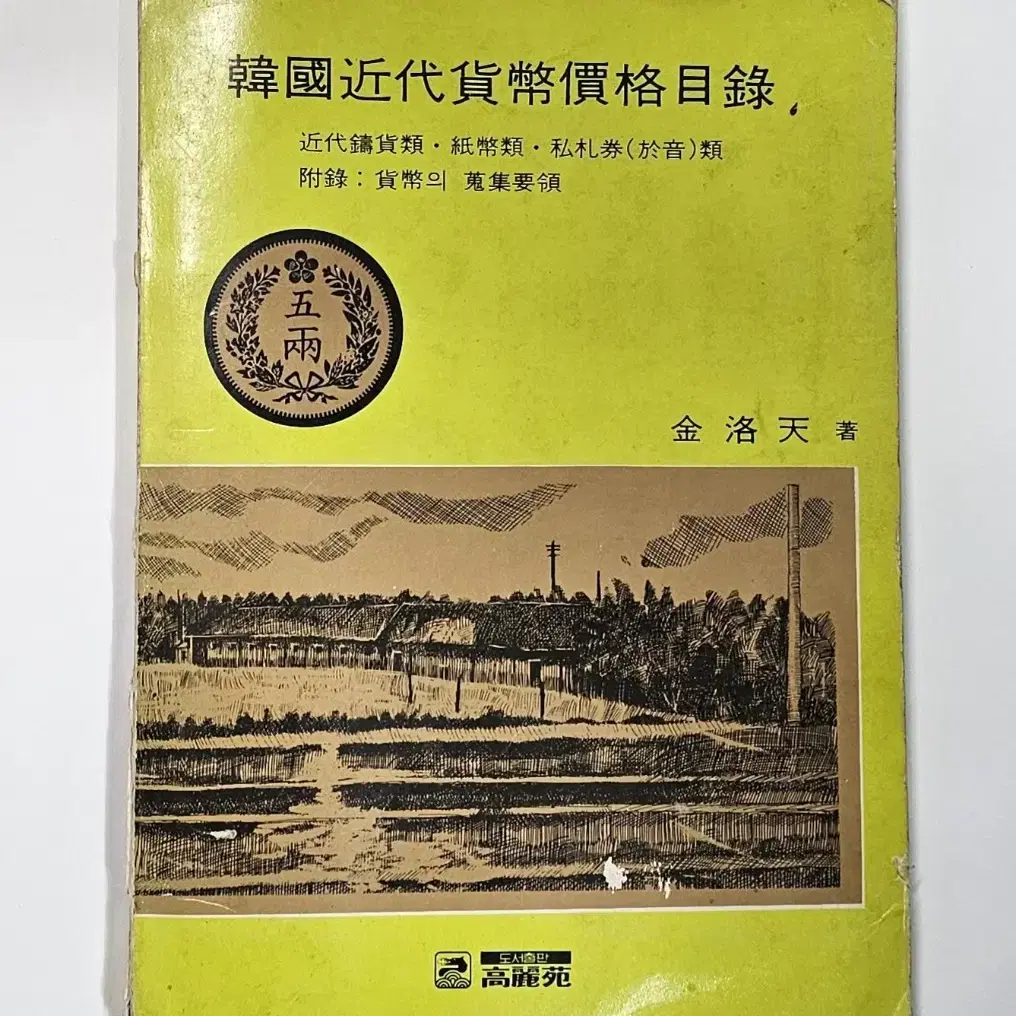 韓國近代貨幣價格目錄
近代鑄貨類·紙幣類·私札券(於音)類
附錄: 貨幣의 蒐集要領
五兩
金洛天 著
도서출판
高麗苑